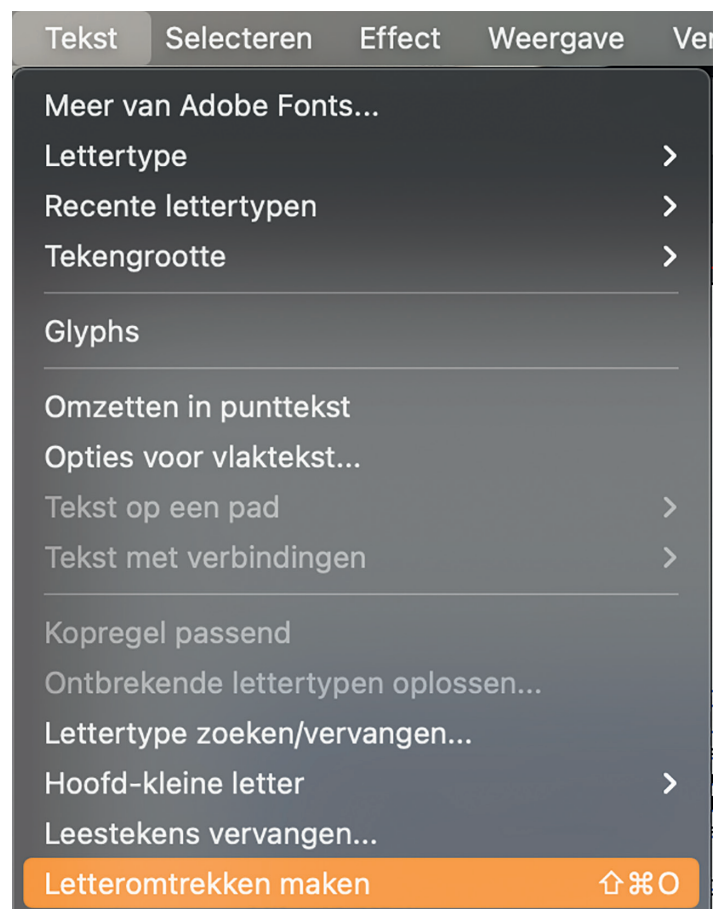 Tekst Selecteren Effect Weergave
Meer van Adobe Fonts...
Lettertype
Recente lettertypen
Tekengrootte
Glyphs
Omzetten in punttekst
Opties voor vlaktekst...
Tekst op een pad
Tekst met verbindingen
Kopregel passend
Ontbrekende lettertypen oplossen...
Lettertype zoeken/vervangen...
Hoofd-kleine letter
Leestekens vervangen...
Letteromtrekken maken ⇧⌘O